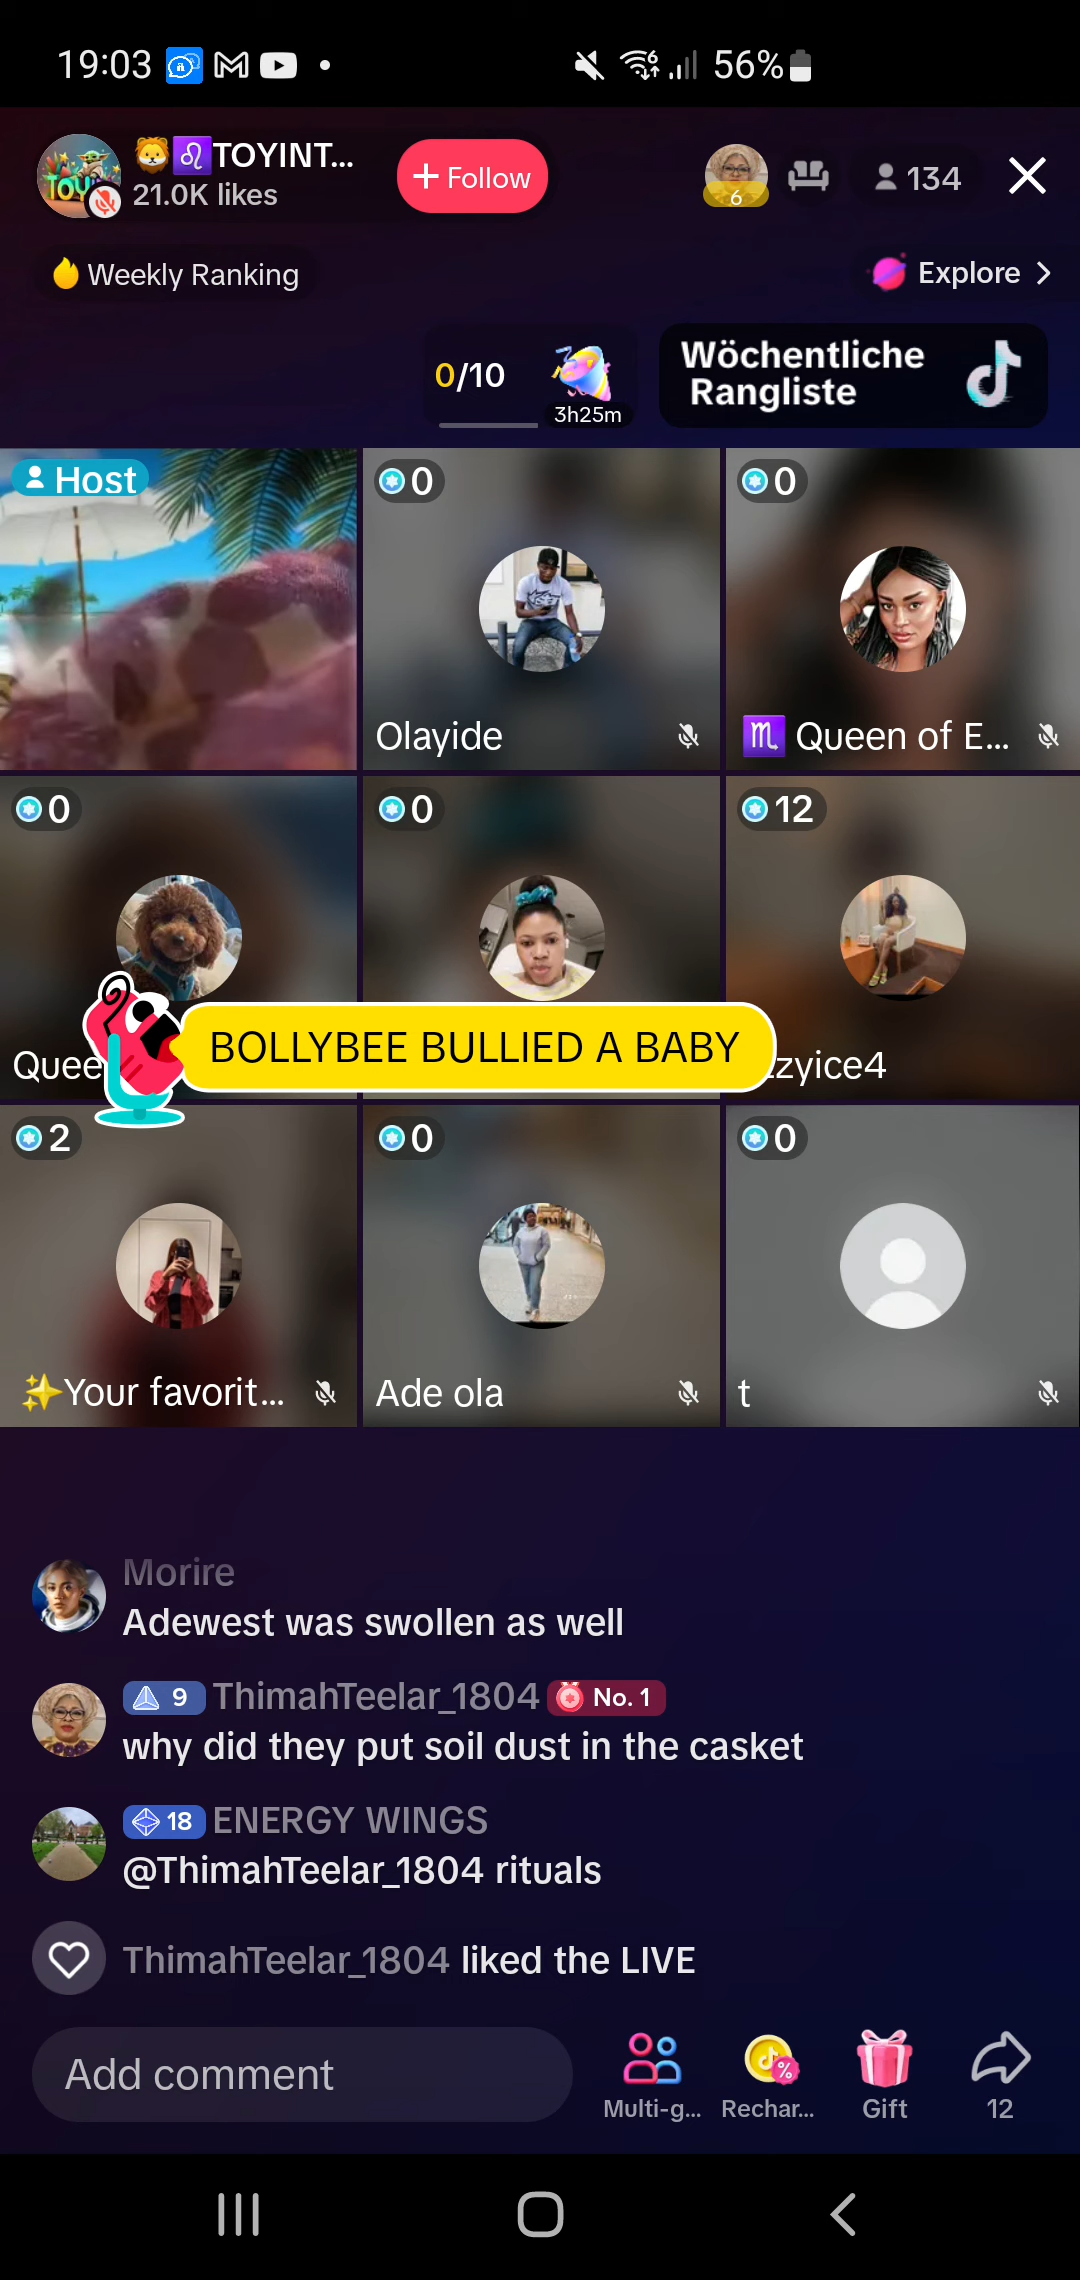 19:03
56%
TOYINT...
21.0K likes
+ Follow
6
134
Weekly Ranking
Explore
0/10
3h25m
Wöchentliche
Rangliste
Host
0
0
Olayide
Queen of E...
0
0
12
Quee
BOLLYBEE BULLIED A BABY
zzyice4
2
0
0
✨Your favorit...
Ade ola
t
Morire
Adewest was swollen as well
9 ThimahTeelar_1804 No. 1
why did they put soil dust in the casket
18 ENERGY WINGS
@ThimahTeelar_1804 rituals
ThimahTeelar_1804 liked the LIVE
Add comment
Multi-g...
Rechar...
Gift
12